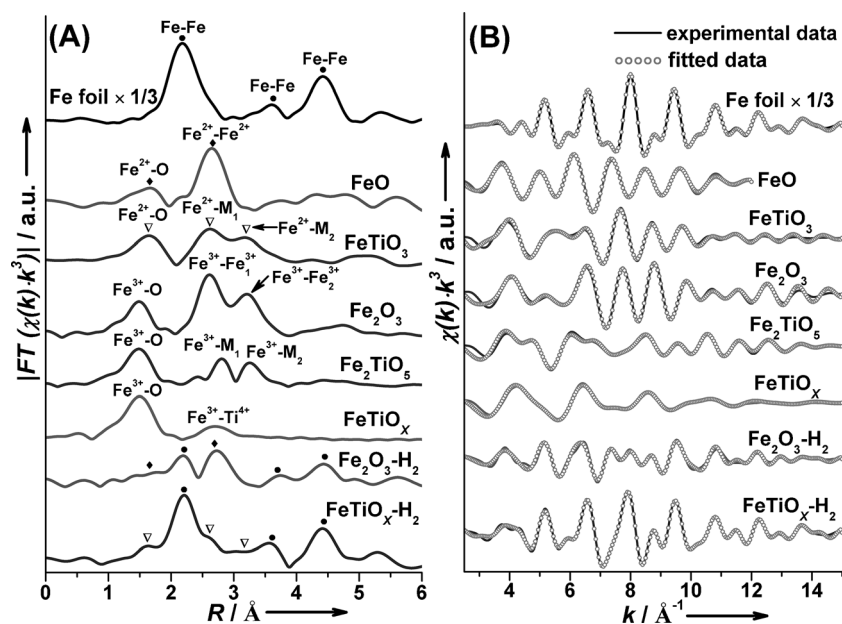 (A)
Fe-Fe
Fe-Fe
Fe-Fe
Fe foil × 1/3
Fe²⁺-Fe²⁺
Fe²⁺-O
FeO
Fe²⁺-O
Fe²⁺-M₁
Fe²⁺-M₂
FeTiO₃
Fe³⁺-Fe₁³⁺
Fe³⁺-Fe₂³⁺
Fe³⁺-O
Fe₂O₃
Fe³⁺-O
Fe³⁺-M₁
Fe³⁺-M₂
Fe₂TiO₅
Fe³⁺-O
Fe³⁺-Ti⁴⁺
FeTiOₓ
Fe₂O₃-H₂
FeTiOₓ-H₂
|FT (χ(k)·k³)| / a.u.
0 1 2 3 4 5 6
R / Å
(B)
experimental data
fitted data
Fe foil × 1/3
FeO
FeTiO₃
Fe₂O₃
Fe₂TiO₅
FeTiOₓ
Fe₂O₃-H₂
FeTiOₓ-H₂
χ(k)·k³ / a.u.
4 6 8 10 12 14
k / Å⁻¹